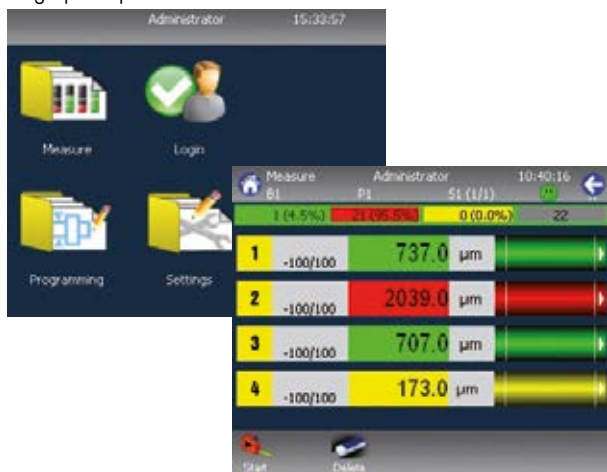 Administrator 15:33:57
Measure Login
Programming Settings
Measure Administrator 10:40:16
B1 P1 S1 (1/1)
1 (4.5%) 21 (95.5%) 0 (0.0%) 22
1 -100/100 737.0 µm
2 -100/100 2039.0 µm
3 -100/100 707.0 µm
4 -100/100 173.0 µm
Start Delete